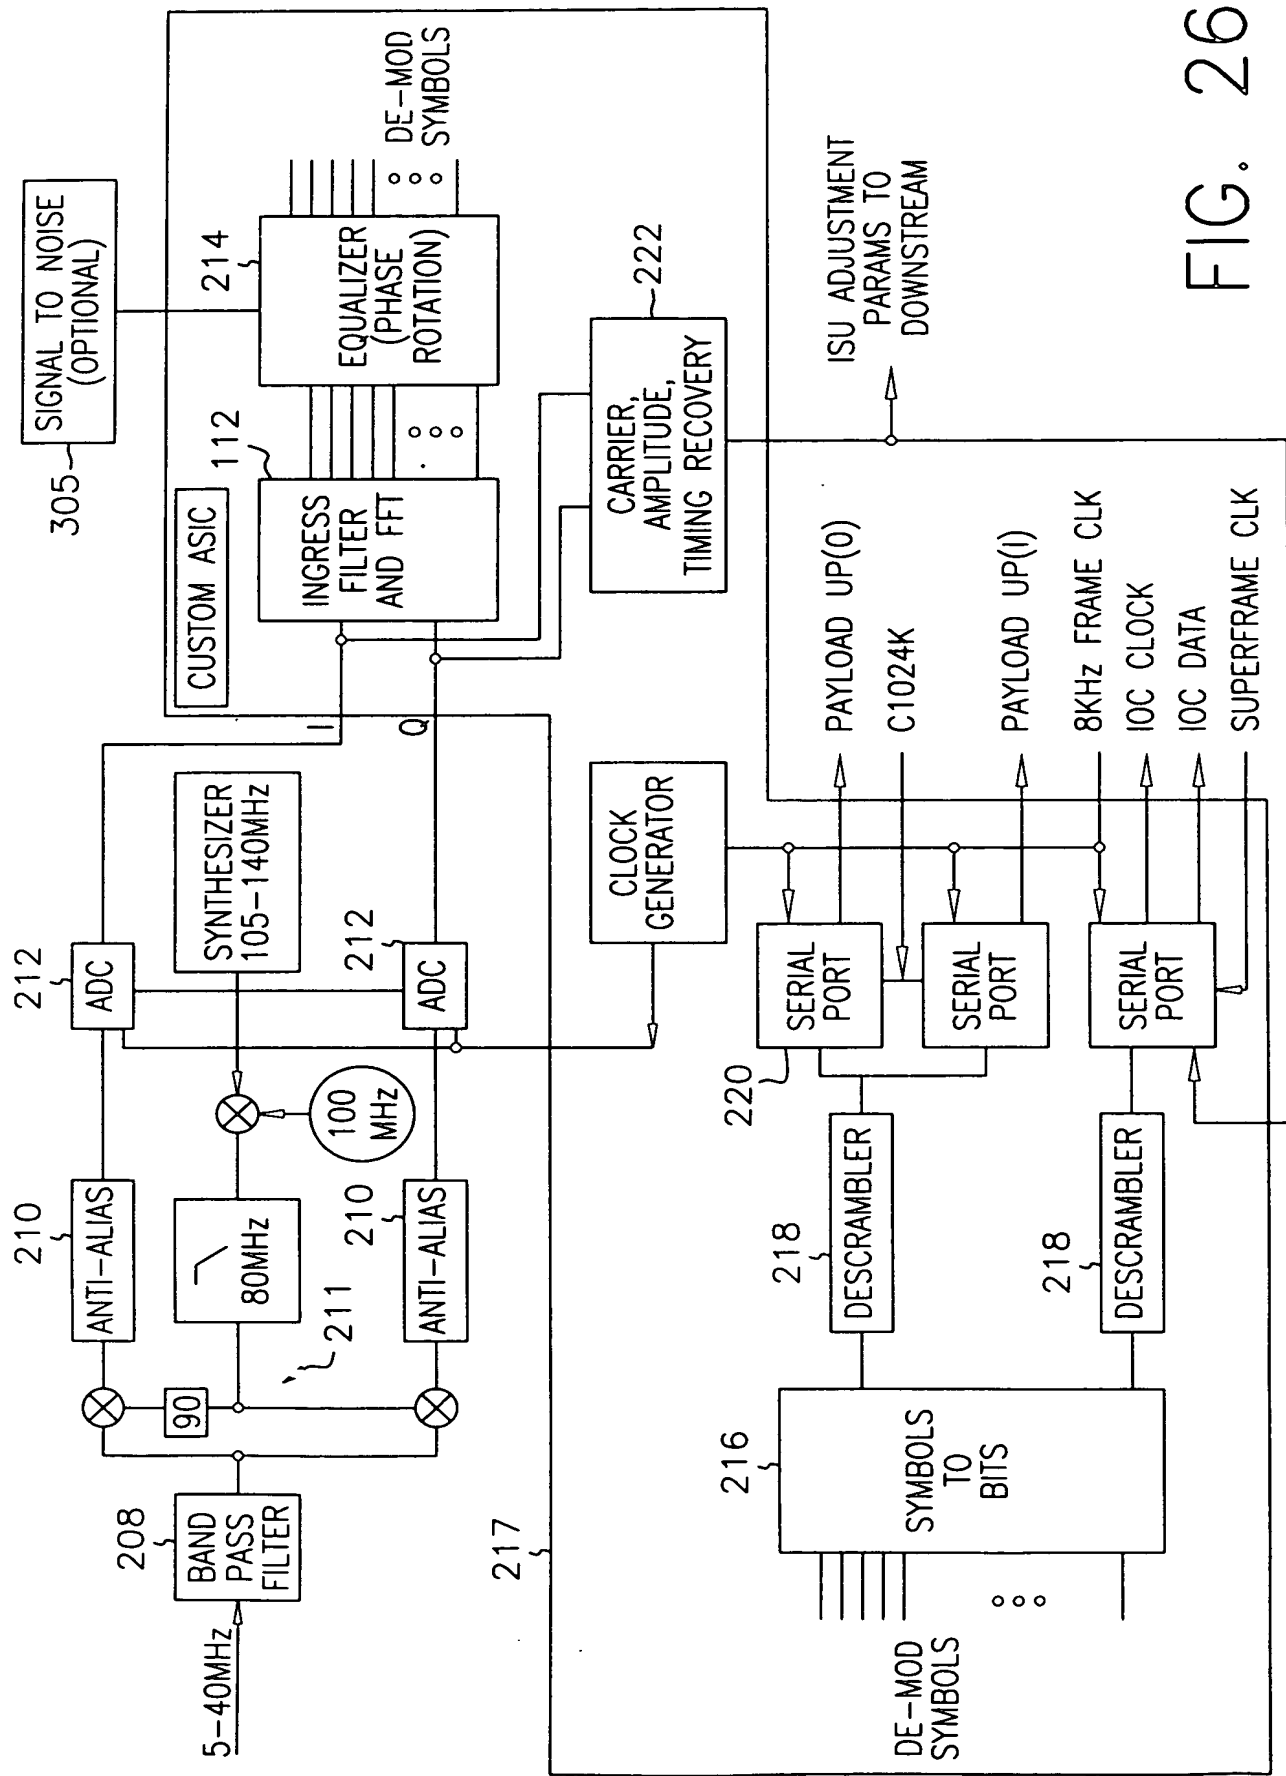 5–40MHz
208
BAND
PASS
FILTER
90
211
210
ANTI-ALIAS
80MHz
210
ANTI-ALIAS
100
MHz
212
ADC
SYNTHESIZER
105–140MHz
212
ADC
I
Q
CUSTOM ASIC
112
INGRESS
FILTER
AND FFT
305
SIGNAL TO NOISE
(OPTIONAL)
214
EQUALIZER
(PHASE
ROTATION)
DE-MOD
SYMBOLS
222
CARRIER,
AMPLITUDE,
TIMING RECOVERY
ISU ADJUSTMENT
PARAMS TO
DOWNSTREAM
217
CLOCK
GENERATOR
DE-MOD
SYMBOLS
216
SYMBOLS
TO
BITS
218
DESCRAMBLER
218
DESCRAMBLER
220
SERIAL
PORT
SERIAL
PORT
SERIAL
PORT
PAYLOAD UP(0)
C1024K
PAYLOAD UP(1)
8KHz FRAME CLK
IOC CLOCK
IOC DATA
SUPERFRAME CLK
FIG. 26